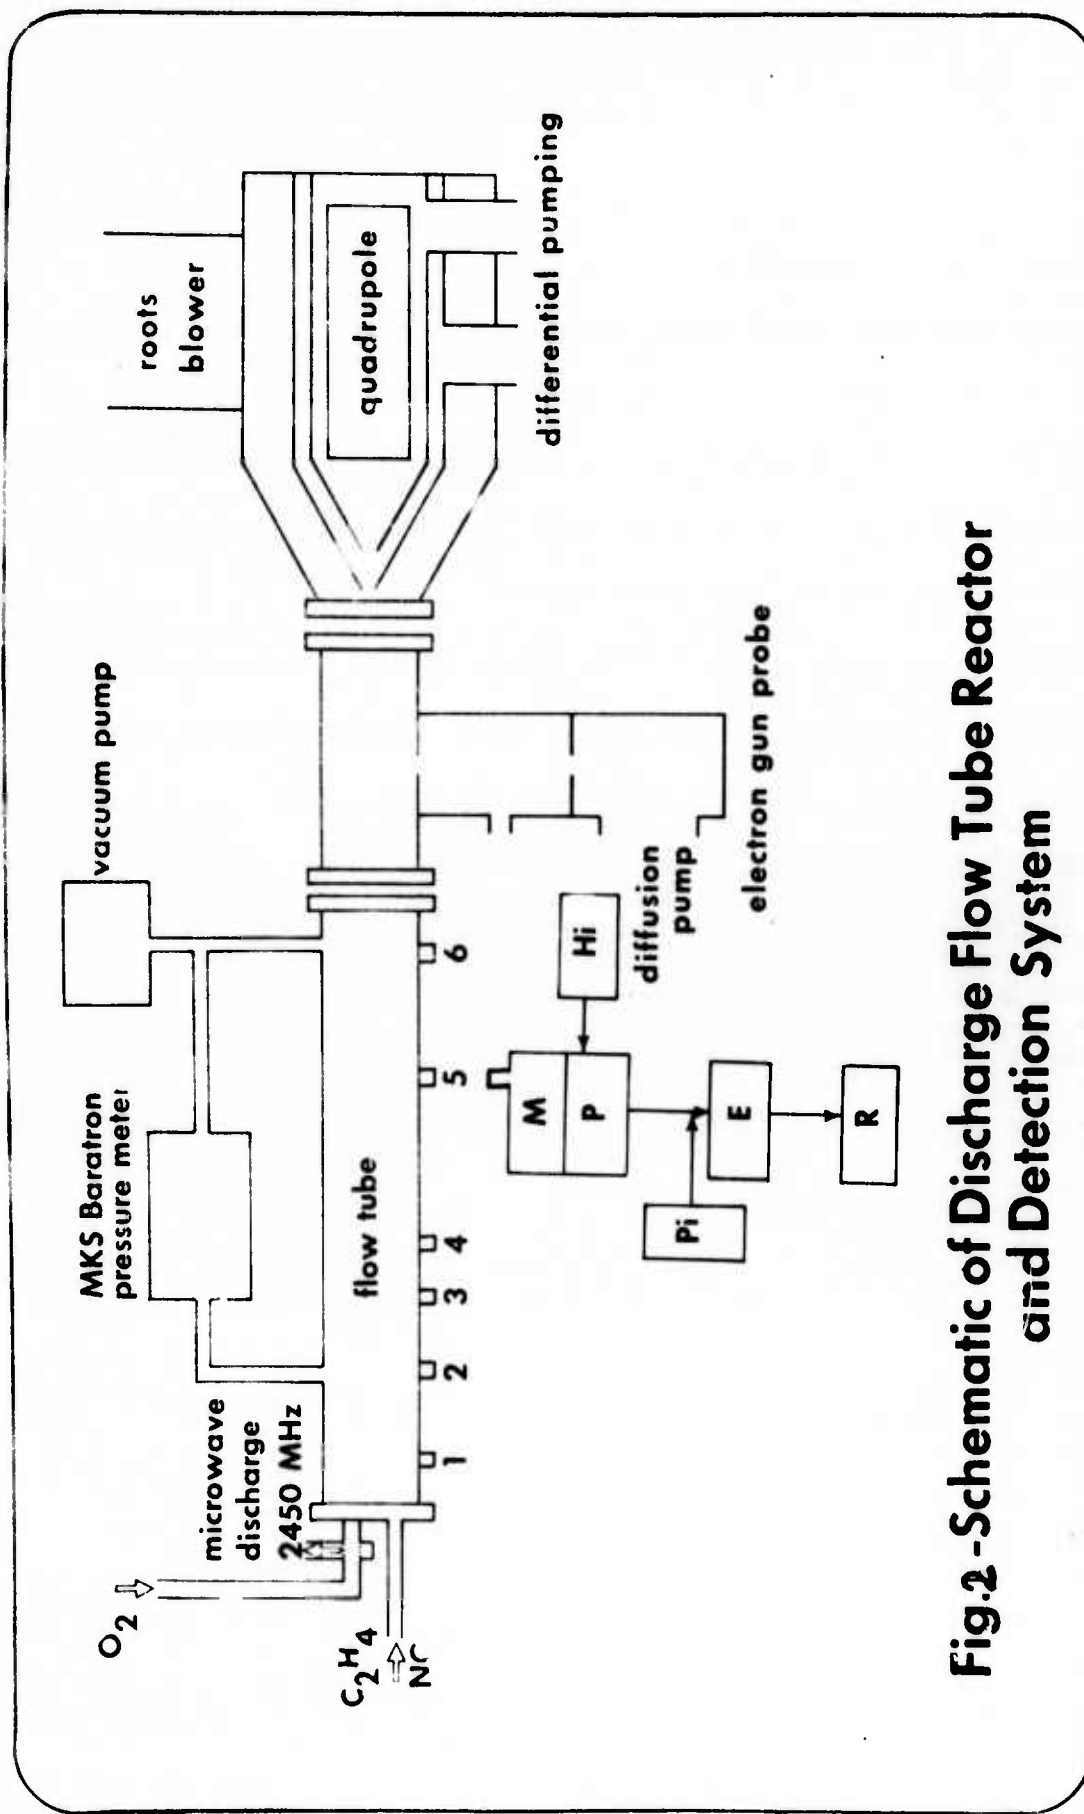 O2
C2H4
microwave
discharge
2450 MHz
MKS Baratron
pressure meter
vacuum pump
roots
blower
quadrupole
differential pumping
flow tube
1
2
3
4
5
6
M
P
Hi
Pi
E
R
diffusion
pump
electron gun probe
Fig.2 -Schematic of Discharge Flow Tube Reactor
and Detection System